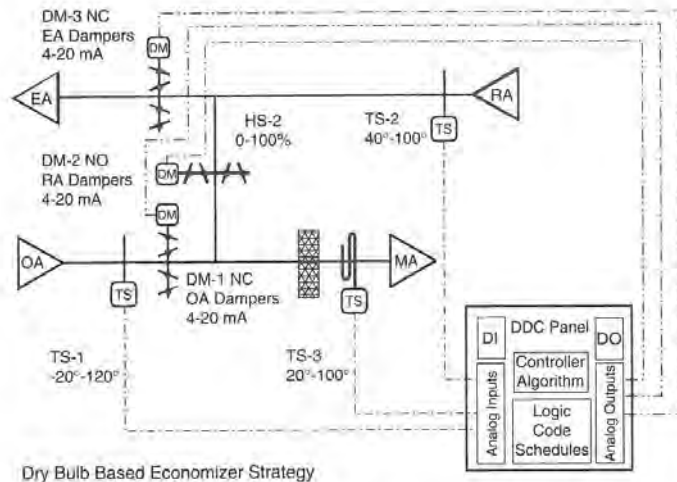 DM-3 NC
EA Dampers
4-20 mA
DM
EA
RA
HS-2
0-100%
TS-2
40°-100°
TS
DM-2 NO
RA Dampers
4-20 mA
DM
DM
OA
MA
TS
DM-1 NC
OA Dampers
4-20 mA
TS
TS-1
-20°-120°
TS-3
20°-100°
DDC Panel
DI
DO
Controller
Algorithm
Analog Inputs
Logic
Code
Schedules
Analog Outputs
Dry Bulb Based Economizer Strategy